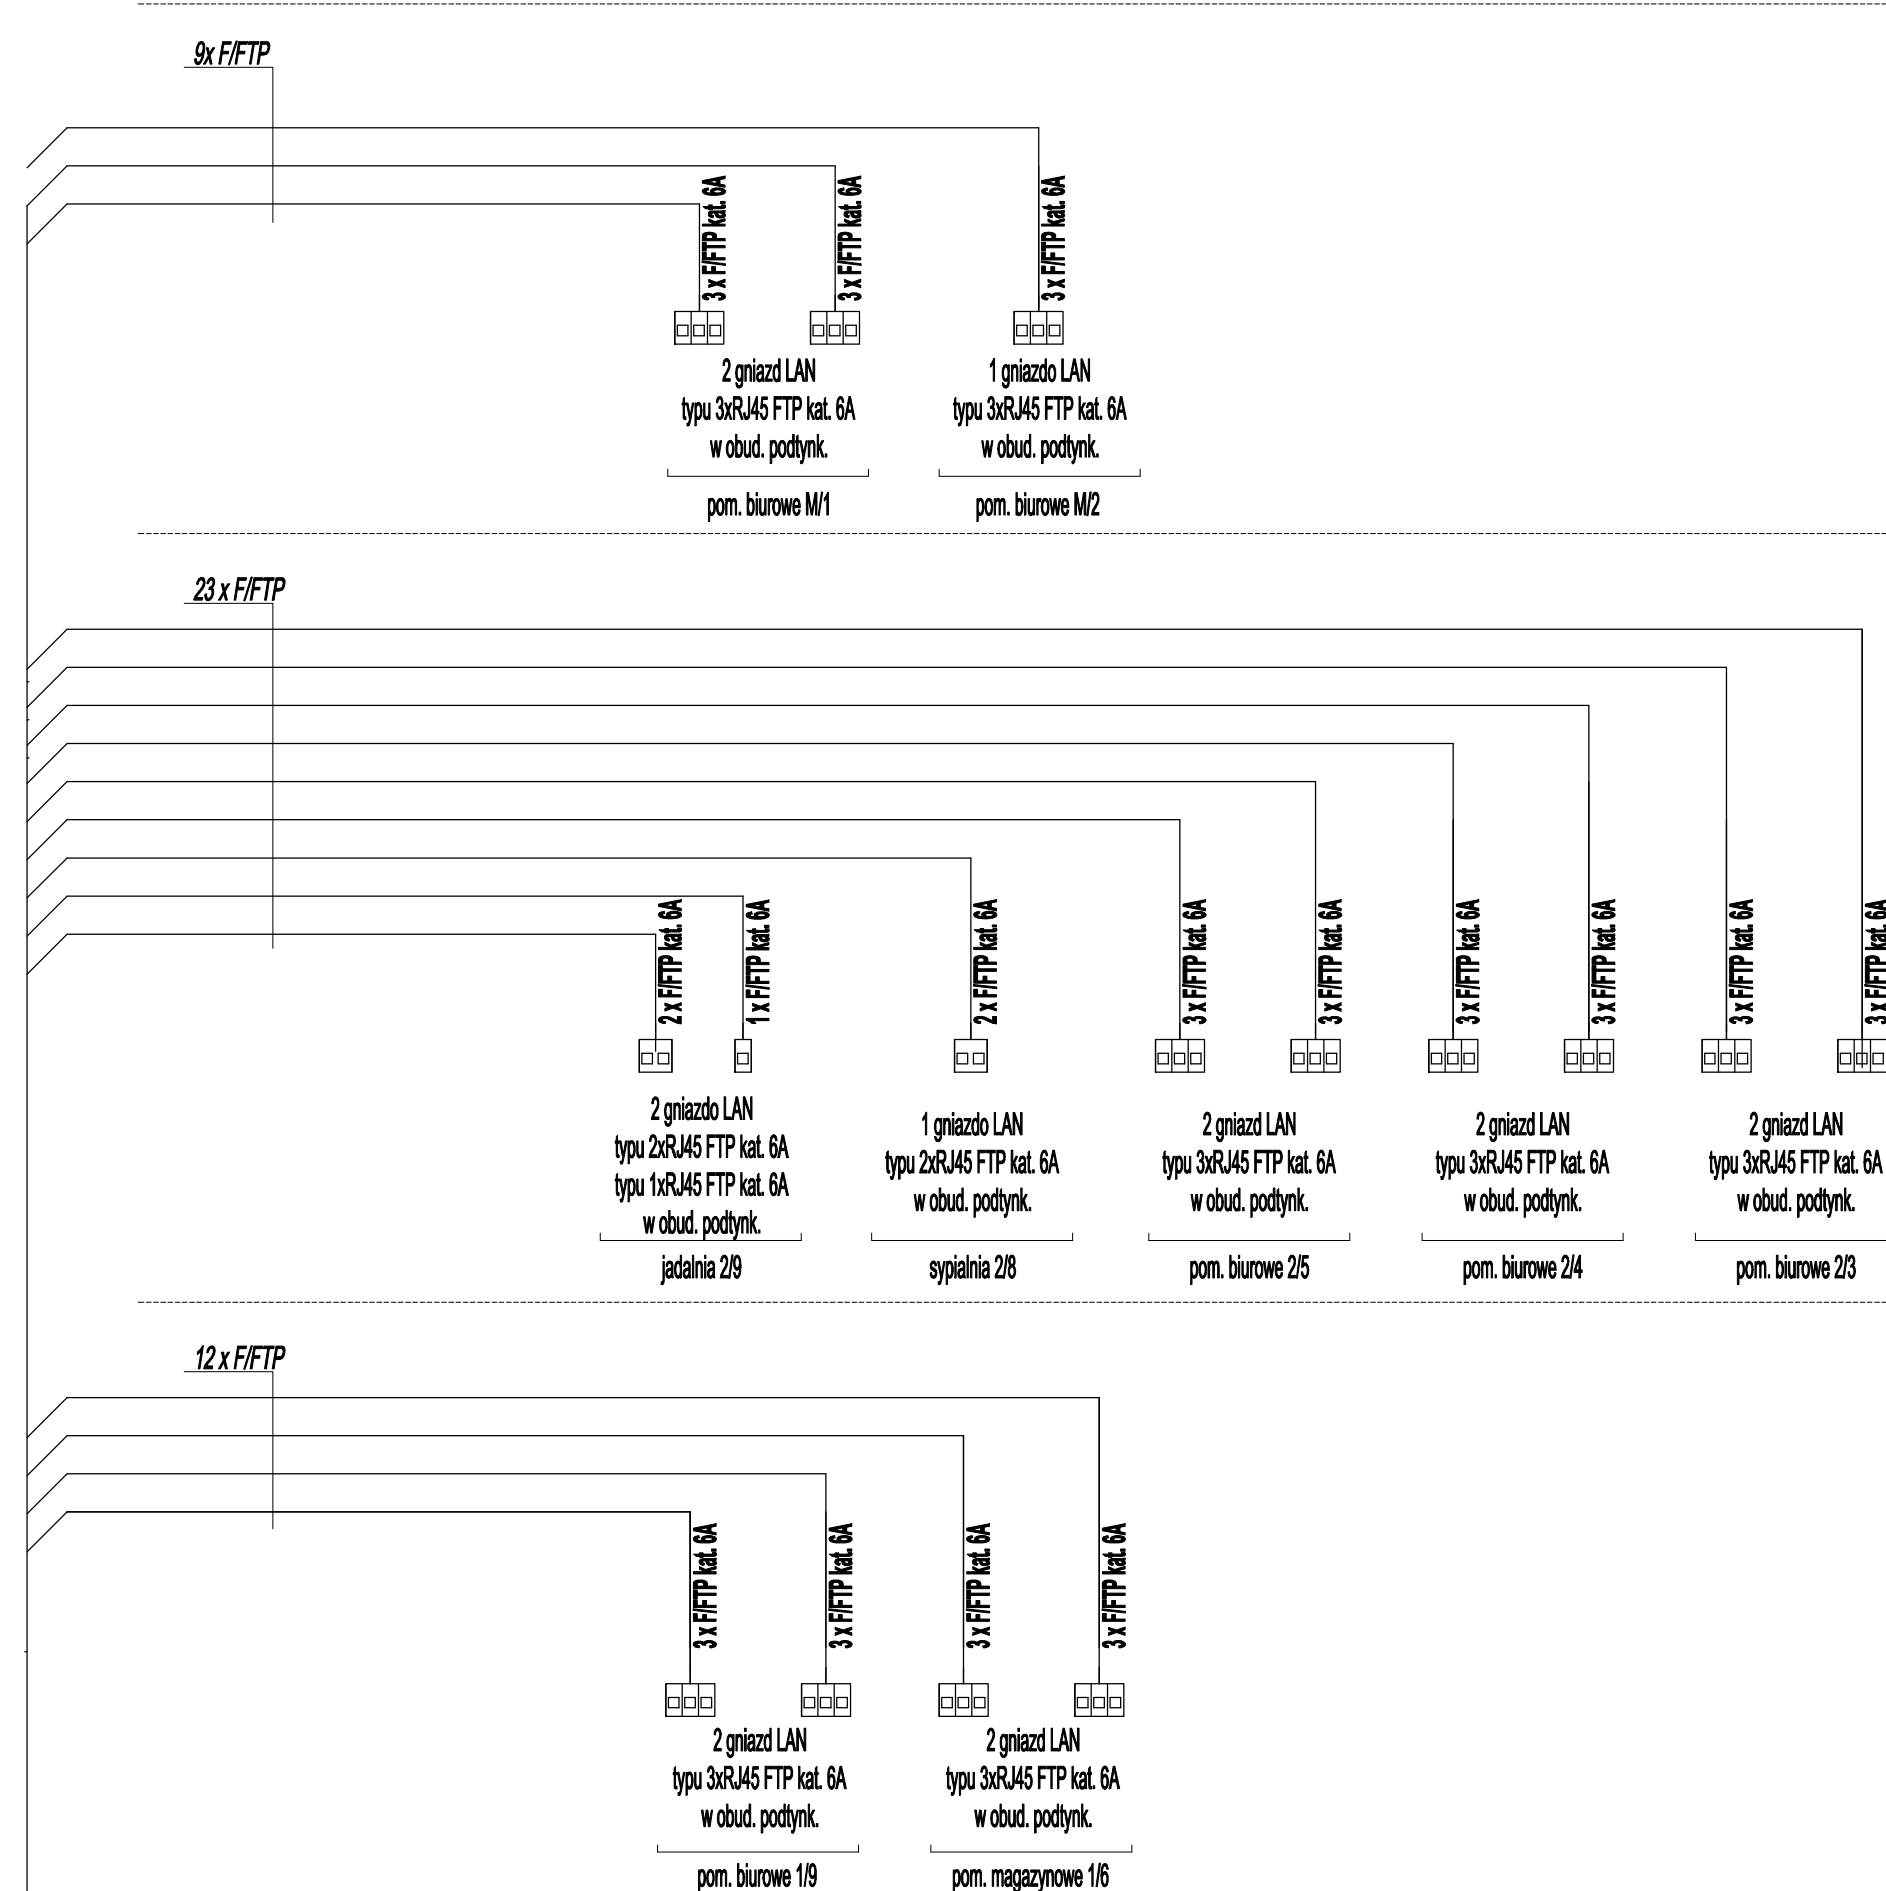 9x F/FTP
3 x F/FTP kat. 6A
3 x F/FTP kat. 6A
3 x F/FTP kat. 6A
2 gniazd LAN
typu 3xRJ45 FTP kat. 6A
w obud. podtynk.
pom. biurowe M/1
1 gniazdo LAN
typu 3xRJ45 FTP kat. 6A
w obud. podtynk.
pom. biurowe M/2
23 x F/FTP
2 x F/FTP kat. 6A
1 x F/FTP kat. 6A
2 x F/FTP kat. 6A
3 x F/FTP kat. 6A
3 x F/FTP kat. 6A
3 x F/FTP kat. 6A
3 x F/FTP kat. 6A
3 x F/FTP kat. 6A
3 x F/FTP kat. 6A
2 gniazdo LAN
typu 2xRJ45 FTP kat. 6A
typu 1xRJ45 FTP kat. 6A
w obud. podtynk.
jadalnia 2/9
1 gniazdo LAN
typu 2xRJ45 FTP kat. 6A
w obud. podtynk.
sypialnia 2/8
2 gniazd LAN
typu 3xRJ45 FTP kat. 6A
w obud. podtynk.
pom. biurowe 2/5
2 gniazd LAN
typu 3xRJ45 FTP kat. 6A
w obud. podtynk.
pom. biurowe 2/4
2 gniazd LAN
typu 3xRJ45 FTP kat. 6A
w obud. podtynk.
pom. biurowe 2/3
12 x F/FTP
3 x F/FTP kat. 6A
3 x F/FTP kat. 6A
3 x F/FTP kat. 6A
3 x F/FTP kat. 6A
2 gniazd LAN
typu 3xRJ45 FTP kat. 6A
w obud. podtynk.
pom. biurowe 1/9
2 gniazd LAN
typu 3xRJ45 FTP kat. 6A
w obud. podtynk.
pom. magazynowe 1/6